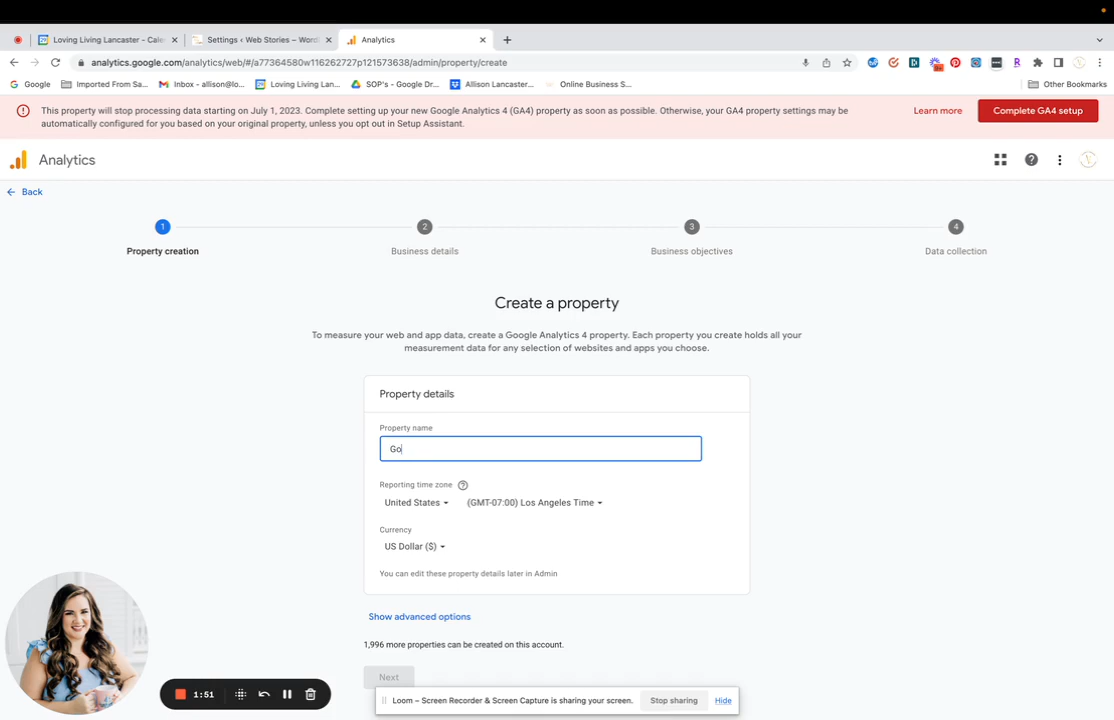 Loving Living Lancaster - Cale
Settings ‹ Web Stories — Word
Analytics
analytics.google.com/analytics/web/#/a77364580w116262727p121573638/admin/property/create
Google
Imported From Sa...
Inbox - allison@lo...
Loving Living Lan...
SOP's - Google Dr...
Allison Lancaster...
Online Business S...
Other Bookmarks
This property will stop processing data starting on July 1, 2023. Complete setting up your new Google Analytics 4 (GA4) property as soon as possible. Otherwise, your GA4 property settings may be
automatically configured for you based on your original property, unless you opt out in Setup Assistant.
Learn more
Complete GA4 setup
Analytics
Back
1
2
3
4
Property creation
Business details
Business objectives
Data collection
Create a property
To measure your web and app data, create a Google Analytics 4 property. Each property you create holds all your
measurement data for any selection of websites and apps you choose.
Property details
Property name
Go
Reporting time zone
United States
(GMT-07:00) Los Angeles Time
Currency
US Dollar ($)
You can edit these property details later in Admin
Show advanced options
1,996 more properties can be created on this account.
Next
1:51
Loom – Screen Recorder & Screen Capture is sharing your screen.
Stop sharing
Hide